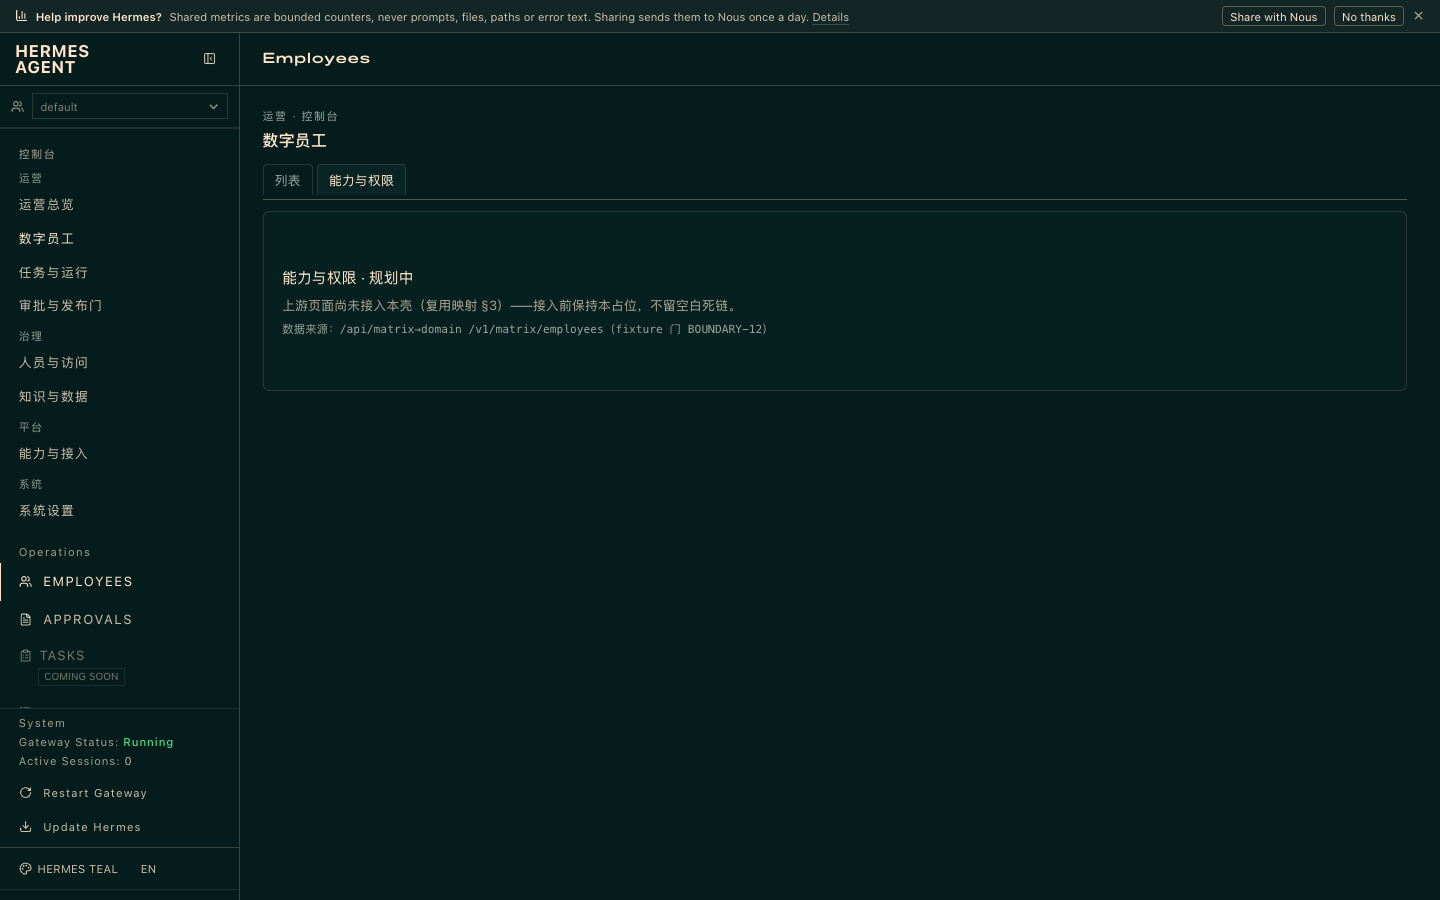 Help improve Hermes? Shared metrics are bounded counters, never prompts, files, paths or error text. Sharing sends them to Nous once a day. Details
Share with Nous
No thanks
HERMES
AGENT
Employees
default
控制台
运营
运营总览
数字员工
任务与运行
审批与发布门
治理
人员与访问
知识与数据
平台
能力与接入
系统
系统设置
Operations
EMPLOYEES
APPROVALS
TASKS
COMING SOON
System
Gateway Status: Running
Active Sessions: 0
Restart Gateway
Update Hermes
HERMES TEAL EN
运营 · 控制台
数字员工
列表
能力与权限
能力与权限 · 规划中
上游页面尚未接入本壳（复用映射 §3）——接入前保持本占位，不留空白死链。
数据来源：/api/matrix→domain /v1/matrix/employees（fixture 门 BOUNDARY-12）